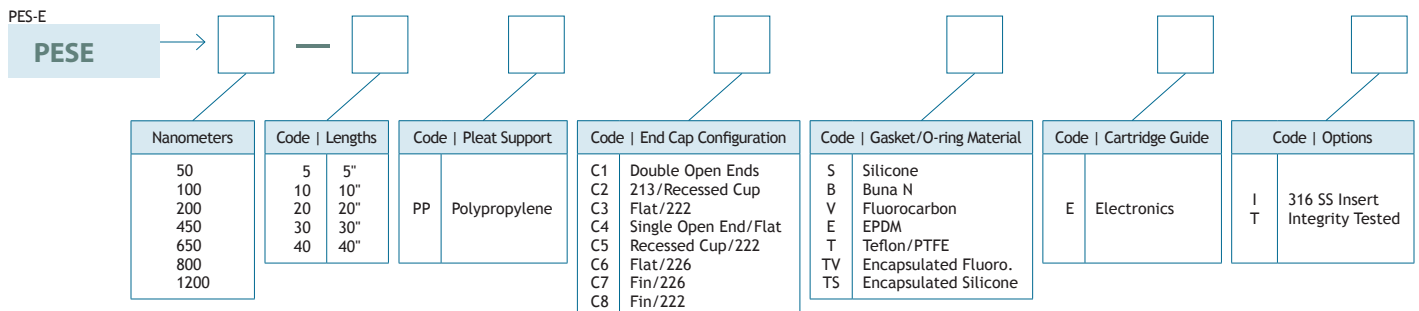 PES-E
PESE
Nanometers
50
100
200
450
650
800
1200
Code | Lengths
5 5"
10 10"
20 20"
30 30"
40 40"
Code | Pleat Support
PP Polypropylene
Code | End Cap Configuration
C1 Double Open Ends
C2 213/Recessed Cup
C3 Flat/222
C4 Single Open End/Flat
C5 Recessed Cup/222
C6 Flat/226
C7 Fin/226
C8 Fin/222
Code | Gasket/O-ring Material
S Silicone
B Buna N
V Fluorocarbon
E EPDM
T Teflon/PTFE
TV Encapsulated Fluoro.
TS Encapsulated Silicone
Code | Cartridge Guide
E Electronics
Code | Options
I 316 SS Insert
T Integrity Tested